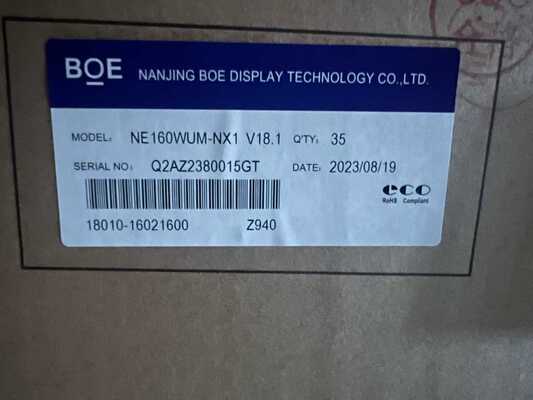 BOE NANJING BOE DISPLAY TECHNOLOGY CO.,LTD.
MODEL: NE160WUM-NX1 V18.1 Q'TY: 35
SERIAL NO: Q2AZ2380015GT DATE: 2023/08/19
eco
RoHS Compliant
18010-16021600 Z940